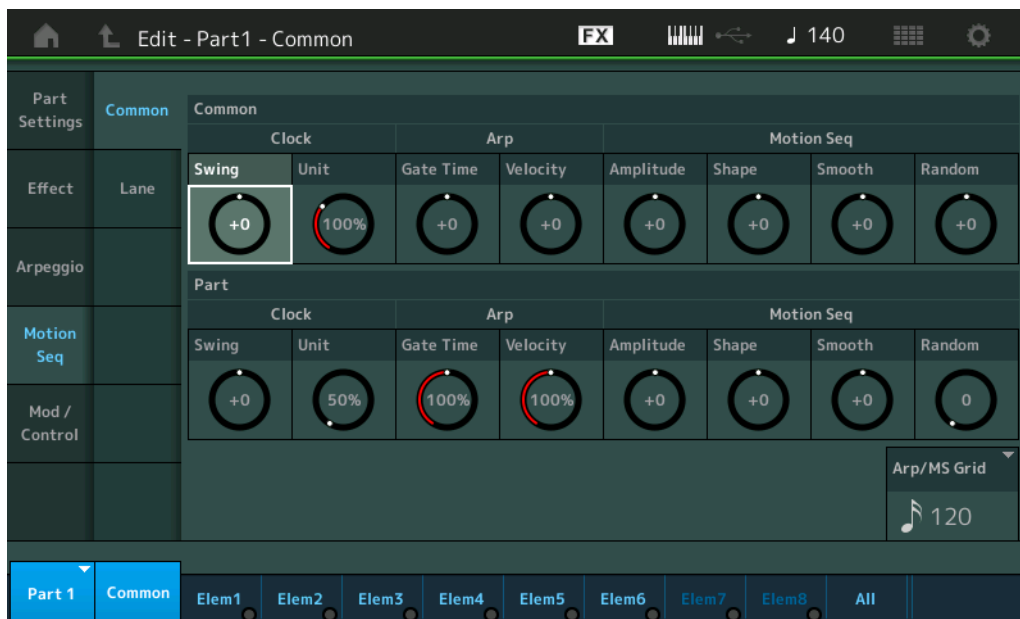 Edit - Part1 - Common
FX
140
Part Settings
Common
Effect
Lane
Arpeggio
Motion Seq
Mod / Control
Common
Clock Arp Motion Seq
Swing Unit Gate Time Velocity Amplitude Shape Smooth Random
+0 100% +0 +0 +0 +0 +0 +0
Part
Clock Arp Motion Seq
Swing Unit Gate Time Velocity Amplitude Shape Smooth Random
+0 50% 100% 100% +0 +0 +0 0
Arp/MS Grid
120
Part 1 Common Elem1 Elem2 Elem3 Elem4 Elem5 Elem6 Elem7 Elem8 All